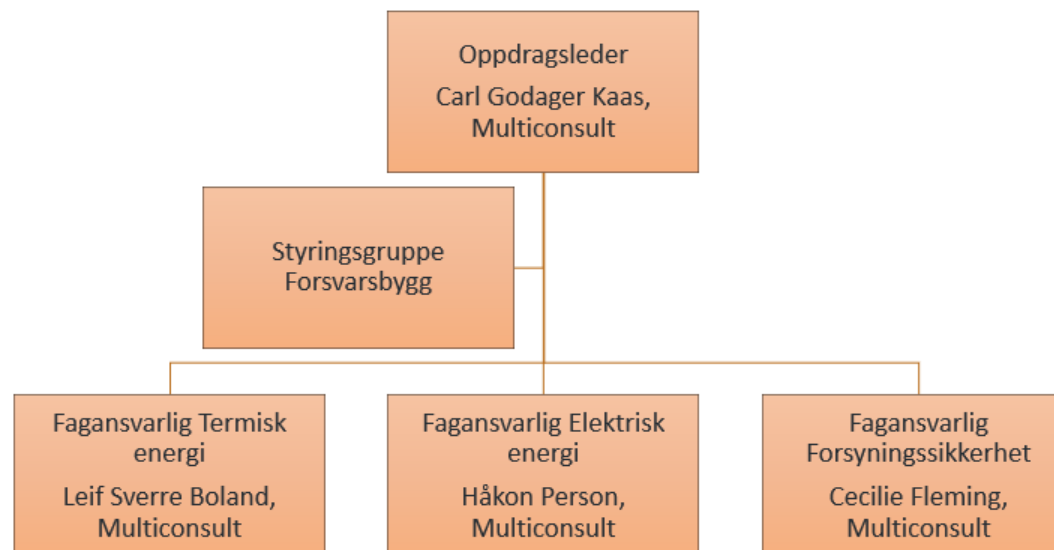 Oppdragsleder
Carl Godager Kaas,
Multiconsult
Styringsgruppe
Forsvarsbygg
Fagansvarlig Termisk
energi
Leif Sverre Boland,
Multiconsult
Fagansvarlig Elektrisk
energi
Håkon Person,
Multiconsult
Fagansvarlig
Forsyningssikkerhet
Cecilie Fleming,
Multiconsult